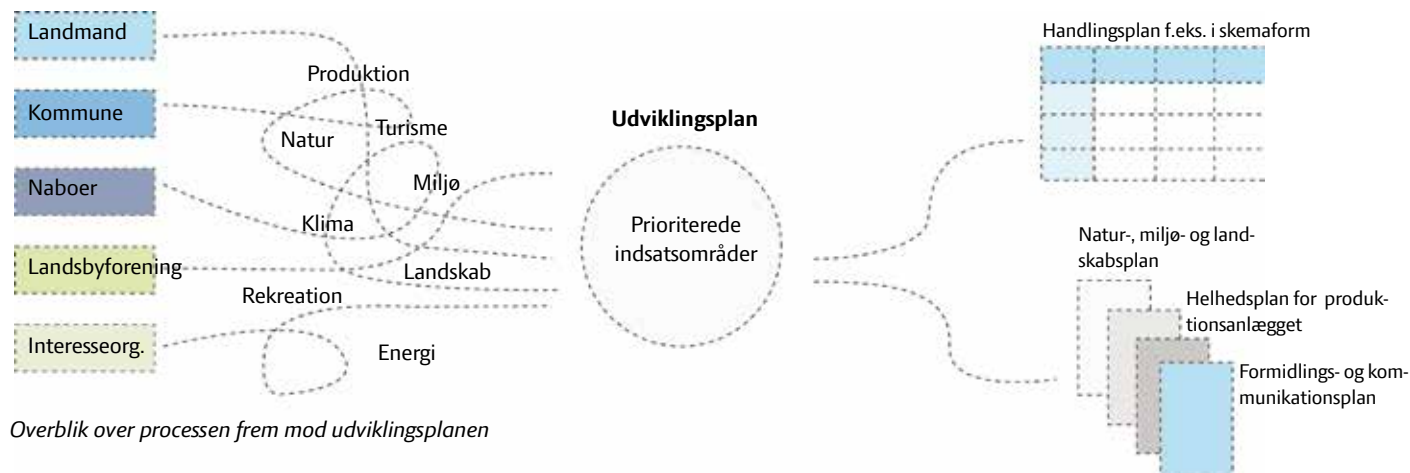 Landmand
Kommune
Naboer
Landsbyforening
Interesseorg.
Produktion
Natur
Turisme
Miljø
Klima
Landskab
Rekreation
Energi
Udviklingsplan
Prioriterede
indsatsområder
Handlingsplan f.eks. i skemaform
Natur-, miljø- og land-
skabsplan
Helhedsplan for produk-
tionsanlægget
Formidlings- og kom-
munikationsplan
Overblik over processen frem mod udviklingsplanen